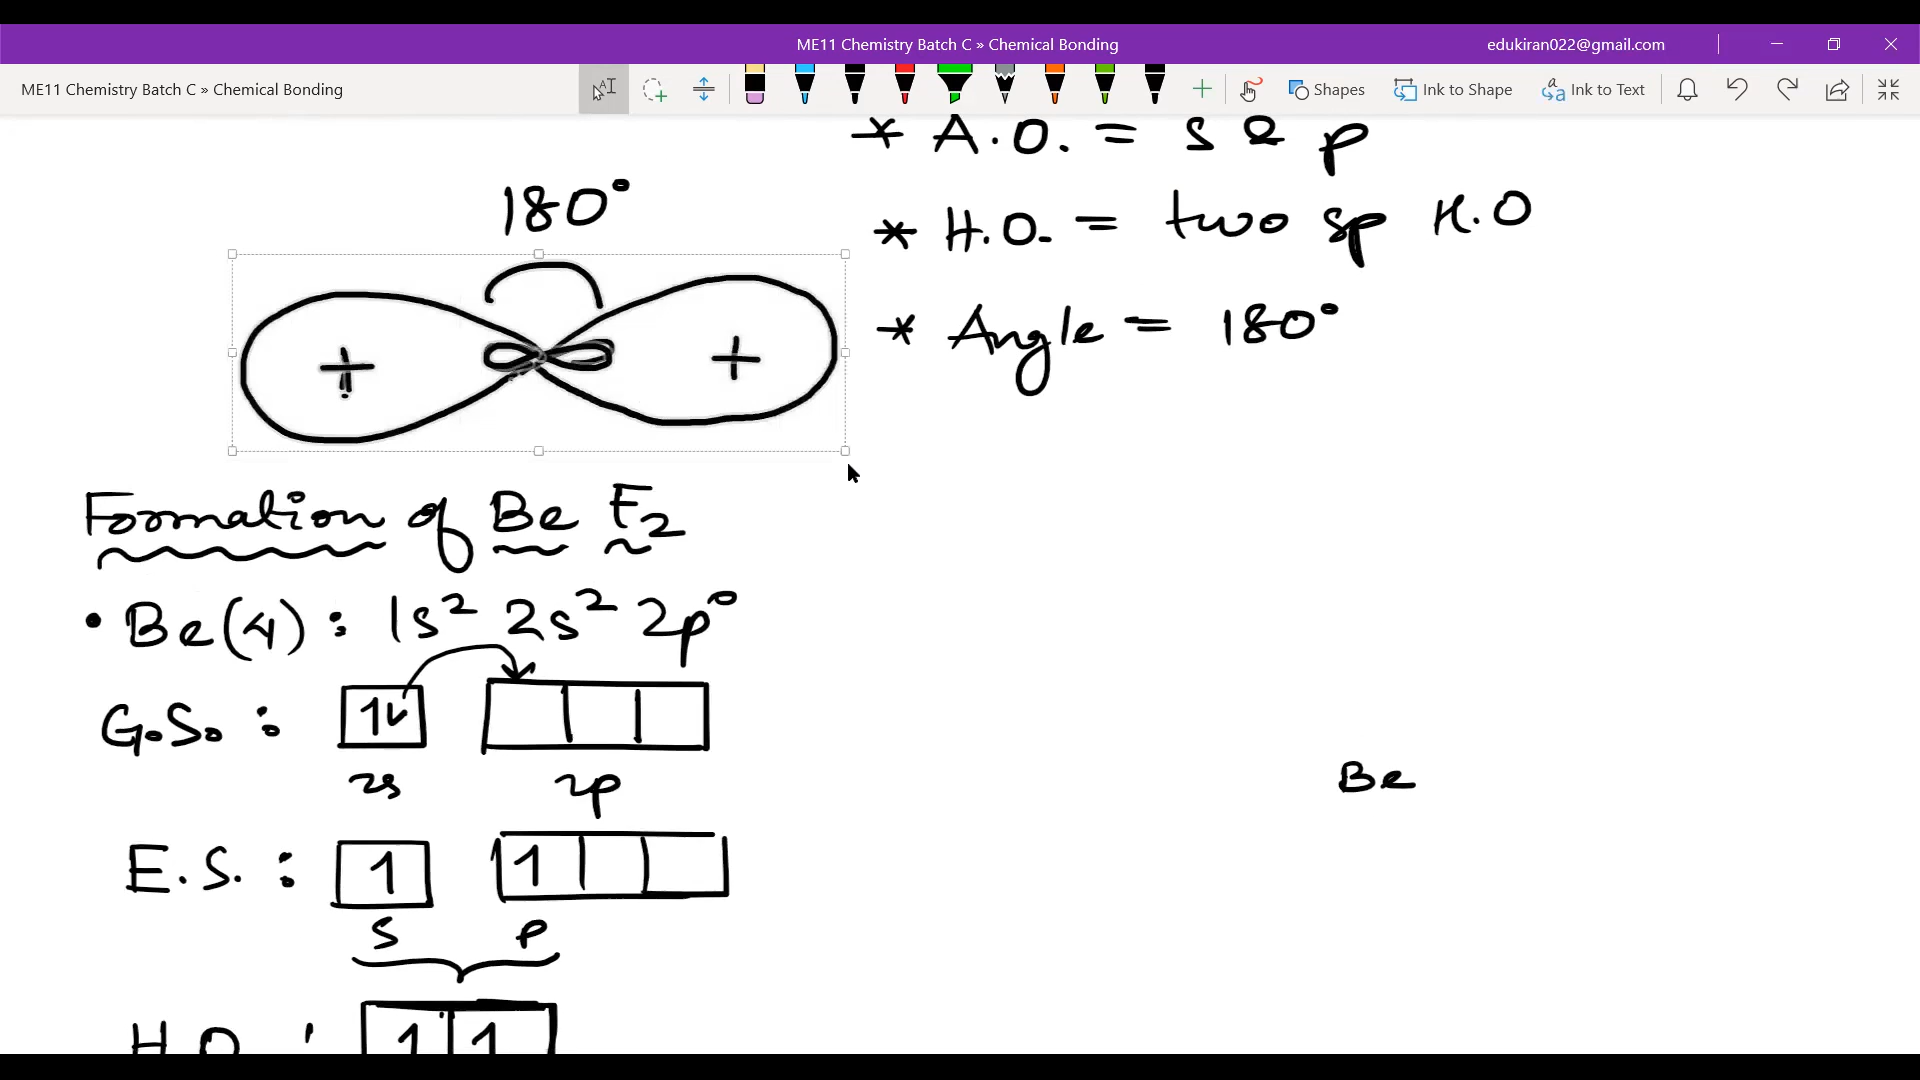 ME11 Chemistry Batch C » Chemical Bonding
edukiran022@gmail.com
ME11 Chemistry Batch C » Chemical Bonding
Shapes
Ink to Shape
Ink to Text
* A.O. = s & p
180°
* H.O. = two sp H.O
+ +
* Angle = 180°
Formation of Be F₂
• Be(4) : 1s² 2s² 2p⁰
G.S. : 1↓
2s 2p
Be
E.S. : 1 1
s p
H.O. : 1 1